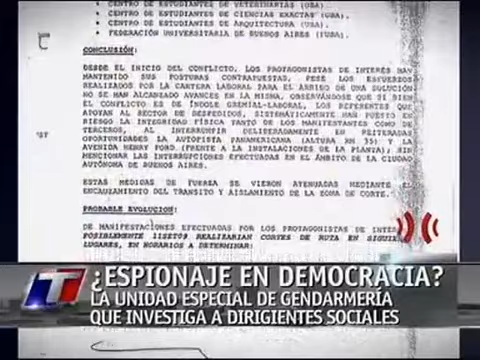 CENTRO DE ESTUDIANTES DE VETERINARIAS (UBA).
CENTRO DE ESTUDIANTES DE CIENCIAS EXACTAS (UBA).
CENTRO DE ESTUDIANTES DE ARQUITECTURA (UBA).
FEDERACIÓN UNIVERSITARIA DE BUENOS AIRES (FUBA).
CONCLUSIÓN:
DESDE EL INICIO DEL CONFLICTO, LOS PROTAGONISTAS DE INTERÉS HAN
MANTENIDO SUS POSTURAS CONTRAPUESTAS, PESE LOS ESFUERZOS
REALIZADOS POR LA CARTERA LABORAL PARA EL ARRIBO DE UNA SOLUCIÓN
NO SE HAN ALCANZADO AVANCES EN LA MISMA, OBSERVÁNDOSE QUE SI BIEN
EL CONFLICTO ES DE ÍNDOLE GREMIAL-LABORAL, LOS REFERENTES QUE
APOYAN AL SECTOR DE DESPEDIDOS, SISTEMÁTICAMENTE HAN PUESTO EN
RIESGO LA INTEGRIDAD FÍSICA TANTO DE LOS MANIFESTANTES COMO DE
TERCEROS, AL INTERRUMPIR DELIBERADAMENTE EN REITERADAS
OPORTUNIDADES LA AUTOPISTA PANAMERICANA (ALTURA KM 35) Y LA
AVENIDA HENRY FORD (FRENTE A LA INSTALACIONES DE LA PLANTA); SIN
MENCIONAR LAS INTERRUPCIONES EFECTUADAS EN EL ÁMBITO DE LA CIUDAD
AUTÓNOMA DE BUENOS AIRES.
ESTAS MEDIDAS DE FUERZA SE VIERON ATENUADAS MEDIANTE EL
ENCAUZAMIENTO DEL TRANSITO Y AISLAMIENTO DE LA ZONA DE CORTE.
PROBABLE EVOLUCION:
DE MANIFESTACIONES EFECTUADAS POR LOS PROTAGONISTAS DE
POSIBLEMENTE 11SET09 REALIZARIAN CORTES DE RUTA EN
LUGARES, EN HORARIOS A DETERMINAR:
T
¿ESPIONAJE EN DEMOCRACIA?
LA UNIDAD ESPECIAL DE GENDARMERÍA
QUE INVESTIGA A DIRIGENTES SOCIALES